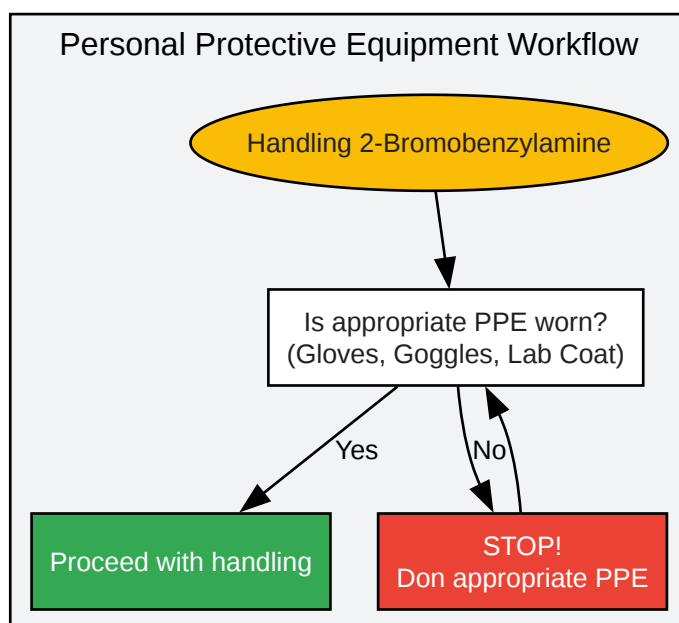 Personal Protective Equipment Workflow
Handling 2-Bromobenzylamine
Is appropriate PPE worn?
(Gloves, Goggles, Lab Coat)
Yes
No
Proceed with handling
STOP!
Don appropriate PPE